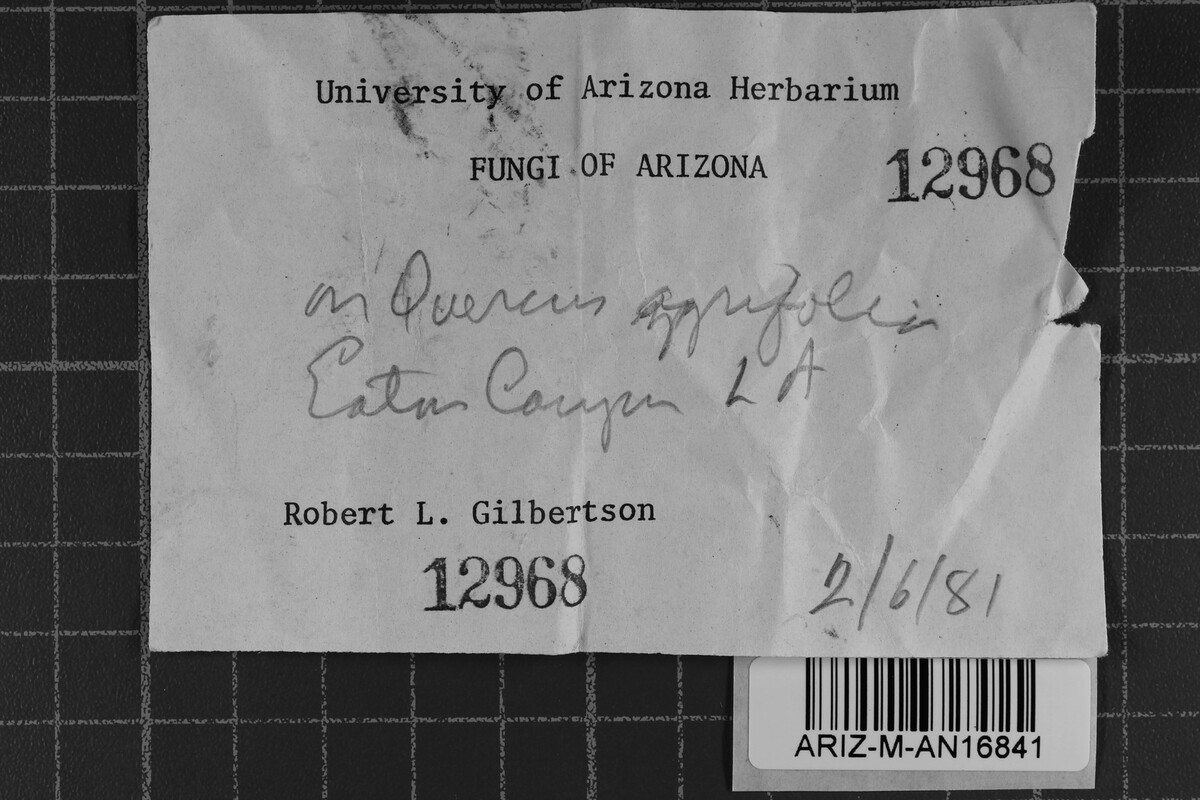 University of Arizona Herbarium
FUNGI OF ARIZONA
12968
on Quercus agrifolia
Eaton Canyon L A
Robert L. Gilbertson
12968
2/6/81
ARIZ-M-AN16841